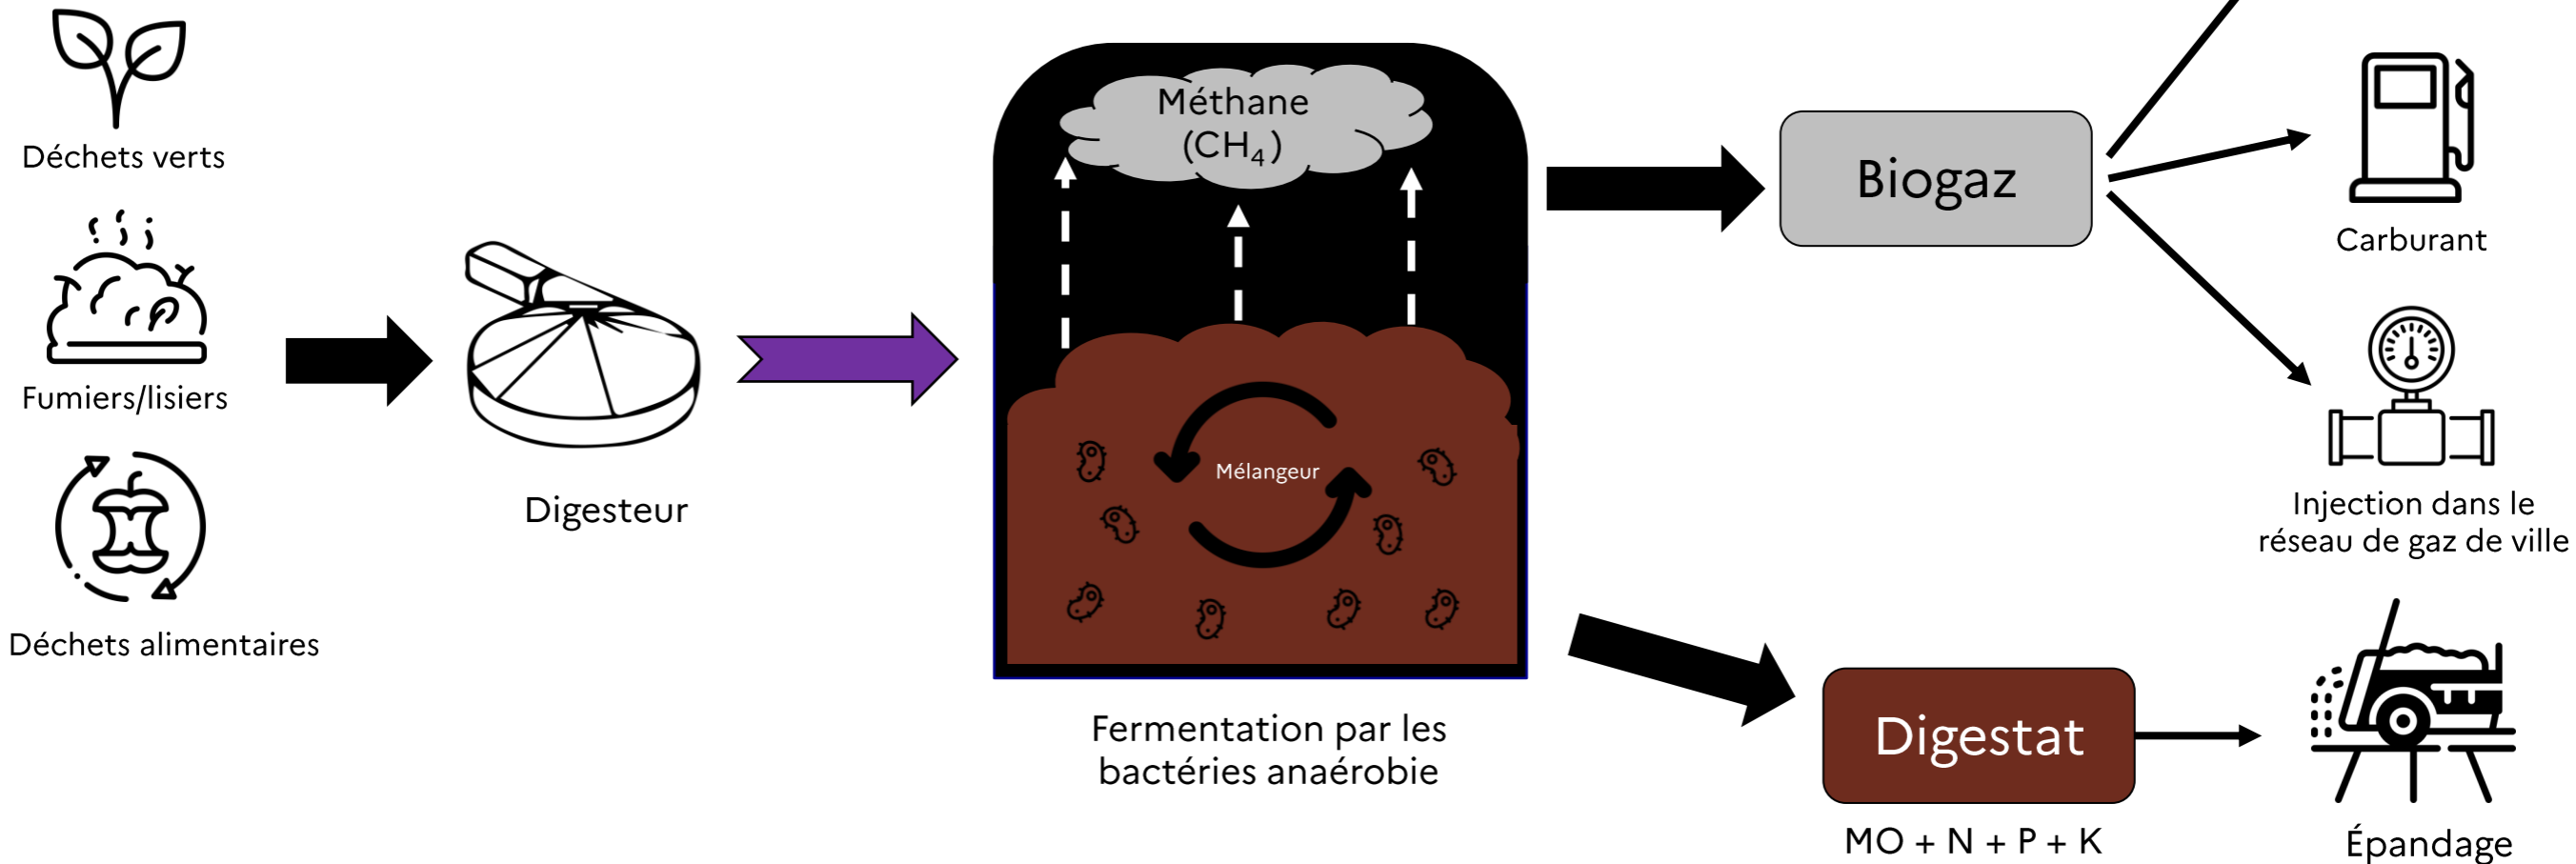 Déchets verts
Fumiers/lisiers
Déchets alimentaires
Digesteur
Méthane
(CH₄)
Mélangeur
Fermentation par les
bactéries anaérobie
Biogaz
Carburant
Injection dans le
réseau de gaz de ville
Digestat
MO + N + P + K
Épandage